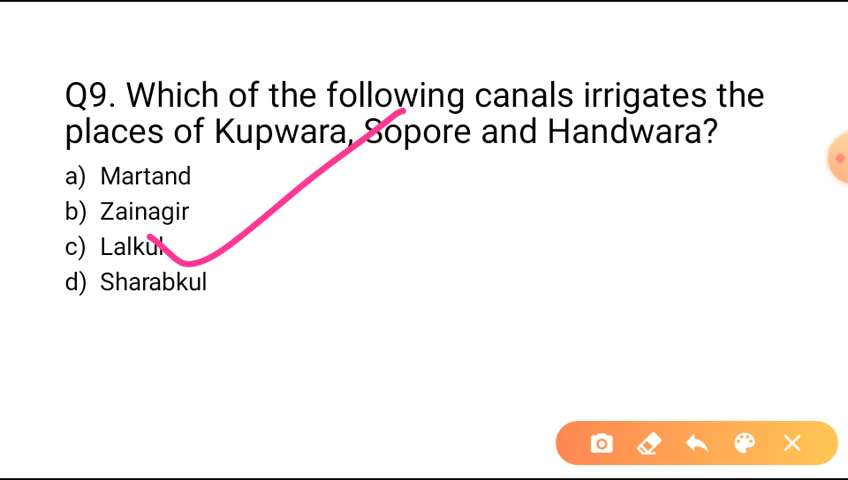 Q9. Which of the following canals irrigates the
places of Kupwara, Sopore and Handwara?
a) Martand
b) Zainagir
c) Lalkul
d) Sharabkul